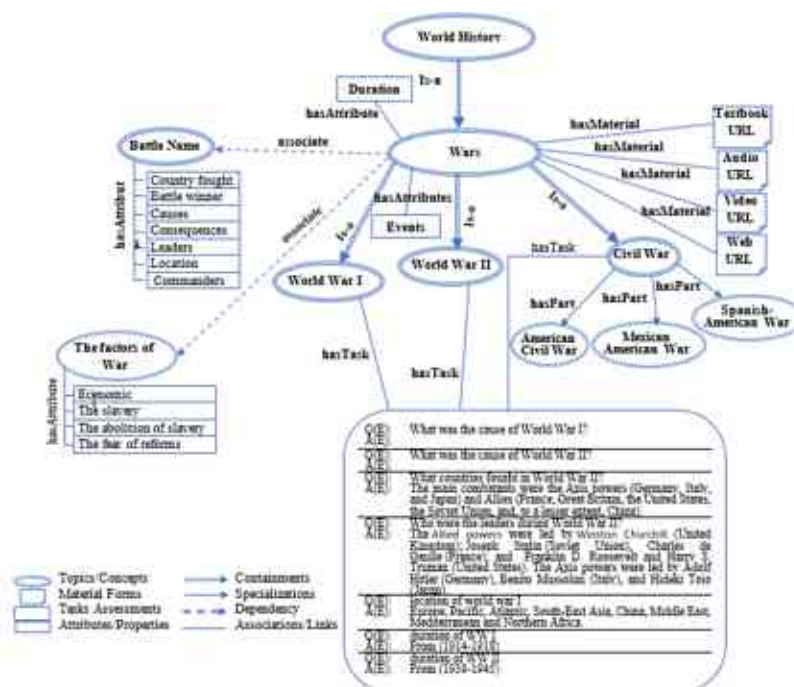 World History
Is-a
Duration
hasAttribute
Textbook
URL
hasMaterial
Battle Name
associate
Wars
hasMaterial
Audio
URL
hasMaterial
hasAttribut
Country fought
Battle winner
Causes
Consequences
Leaders
Location
Commanders
associate
hasAttributes
Events
Is-a
Is-a
Is-a
Video
URL
hasMaterial
Web
URL
World War I
World War II
hasTask
Civil War
hasPart
hasPart
hasPart
Spanish-
American War
American
Civil War
Mexican
American War
The factors of
War
hasAttribute
Economic
The slavery
The abolition of slavery
The fear of reforms
hasTask
hasTask
Q(E) What was the cause of World War I?
A(E)
Q(E) What was the cause of World War II?
A(E)
Q(E) What countries fought in World War II?
A(E) The main combatants were the Axis powers (Germany, Italy,
and Japan) and Allies (France, Great Britain, the United States,
the Soviet Union, and, to a lesser extent, China)
Q(E) Who were the leaders during World War II?
A(E) The Allied powers were led by Winston Churchill (United
Kingdom); Joseph Stalin (Soviet Union), Charles de
Gaulle (France); and Franklin D. Roosevelt and Harry S.
Truman (United States). The Axis powers were led by Adolf
Hitler (Germany), Benito Mussolini (Italy), and Hideki Tojo
(Japan)
Q(E) location of world war I
A(E) Europe, Pacific, Atlantic, South-East Asia, China, Middle East,
Mediterranean and Northern Africa.
Q(E) duration of WW I
A(E) From (1914-1918)
Q(E) duration of WW II
A(E) From (1939-1945)
Topics/Concepts
Material Forms
Tasks Assessments
Attributes/Properties
Containments
Specializations
Dependency
Associations/Links